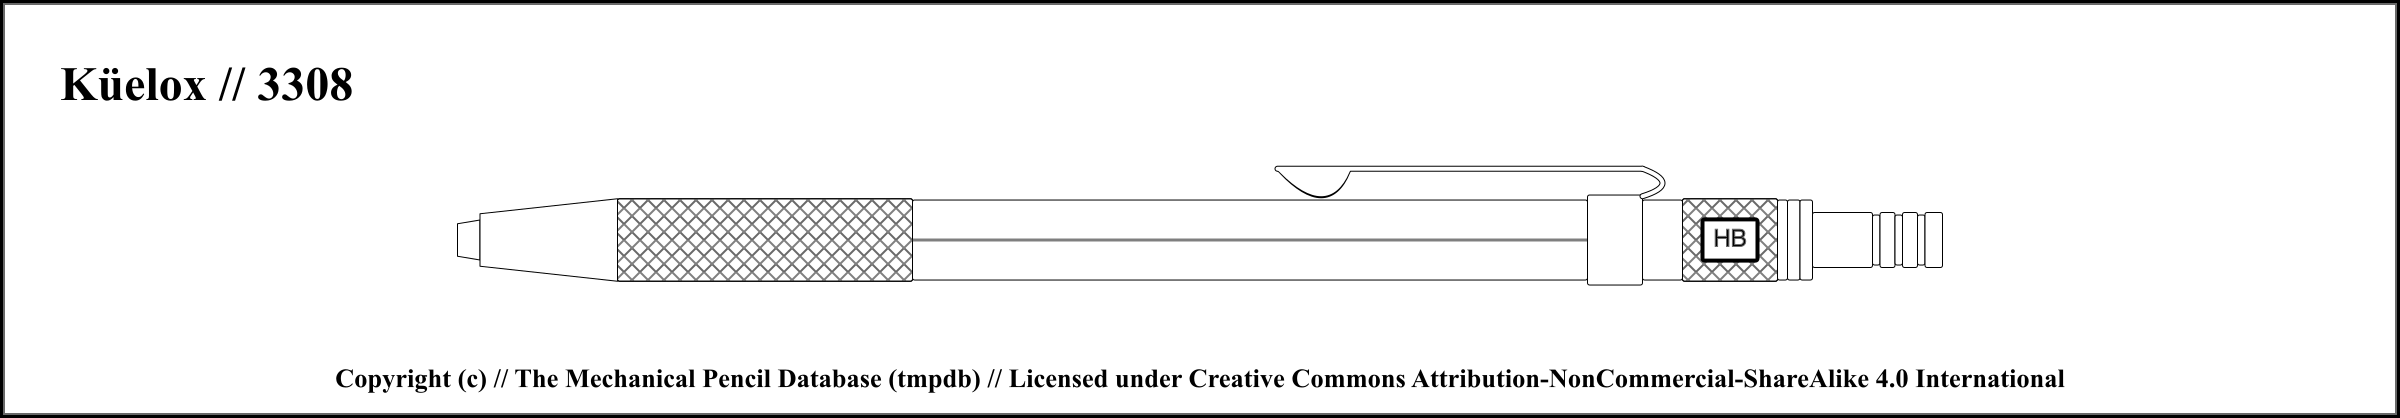 Küelox // 3308
HB
Copyright (c) // The Mechanical Pencil Database (tmpdb) // Licensed under Creative Commons Attribution-NonCommercial-ShareAlike 4.0 International